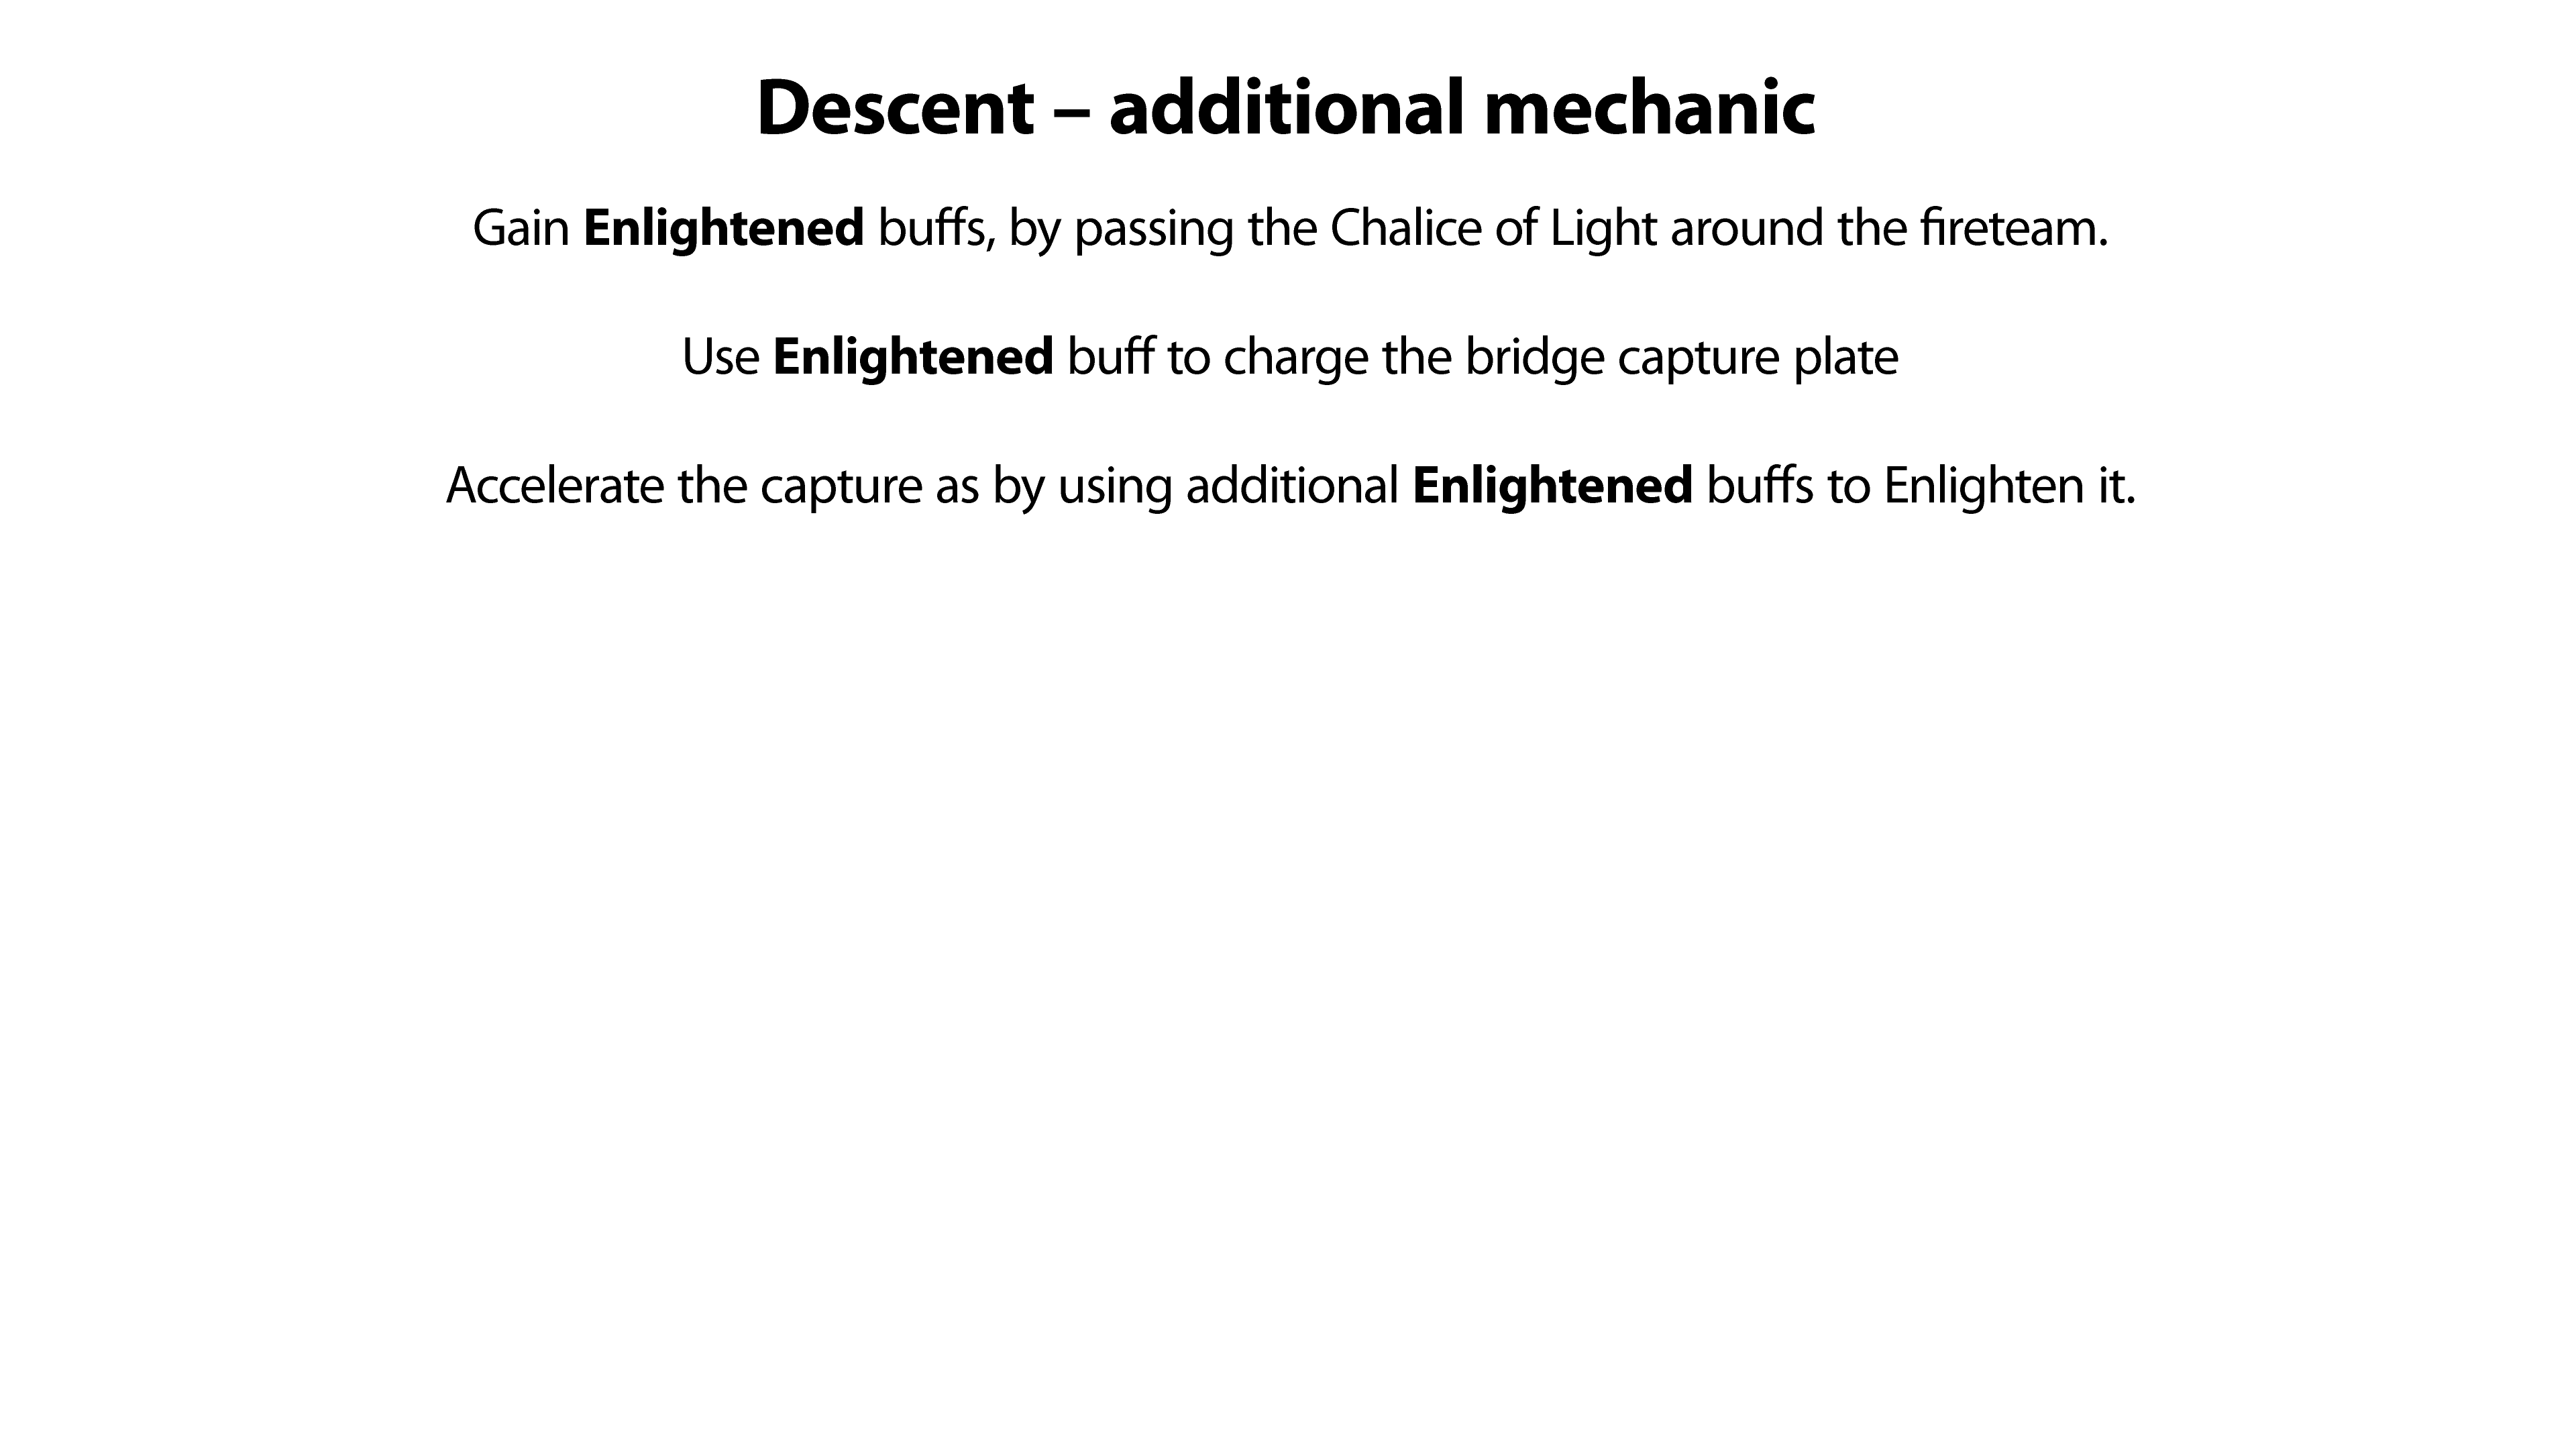 Descent – additional mechanic
Gain Enlightened buffs, by passing the Chalice of Light around the fireteam.
Use Enlightened buff to charge the bridge capture plate
Accelerate the capture as by using additional Enlightened buffs to Enlighten it.